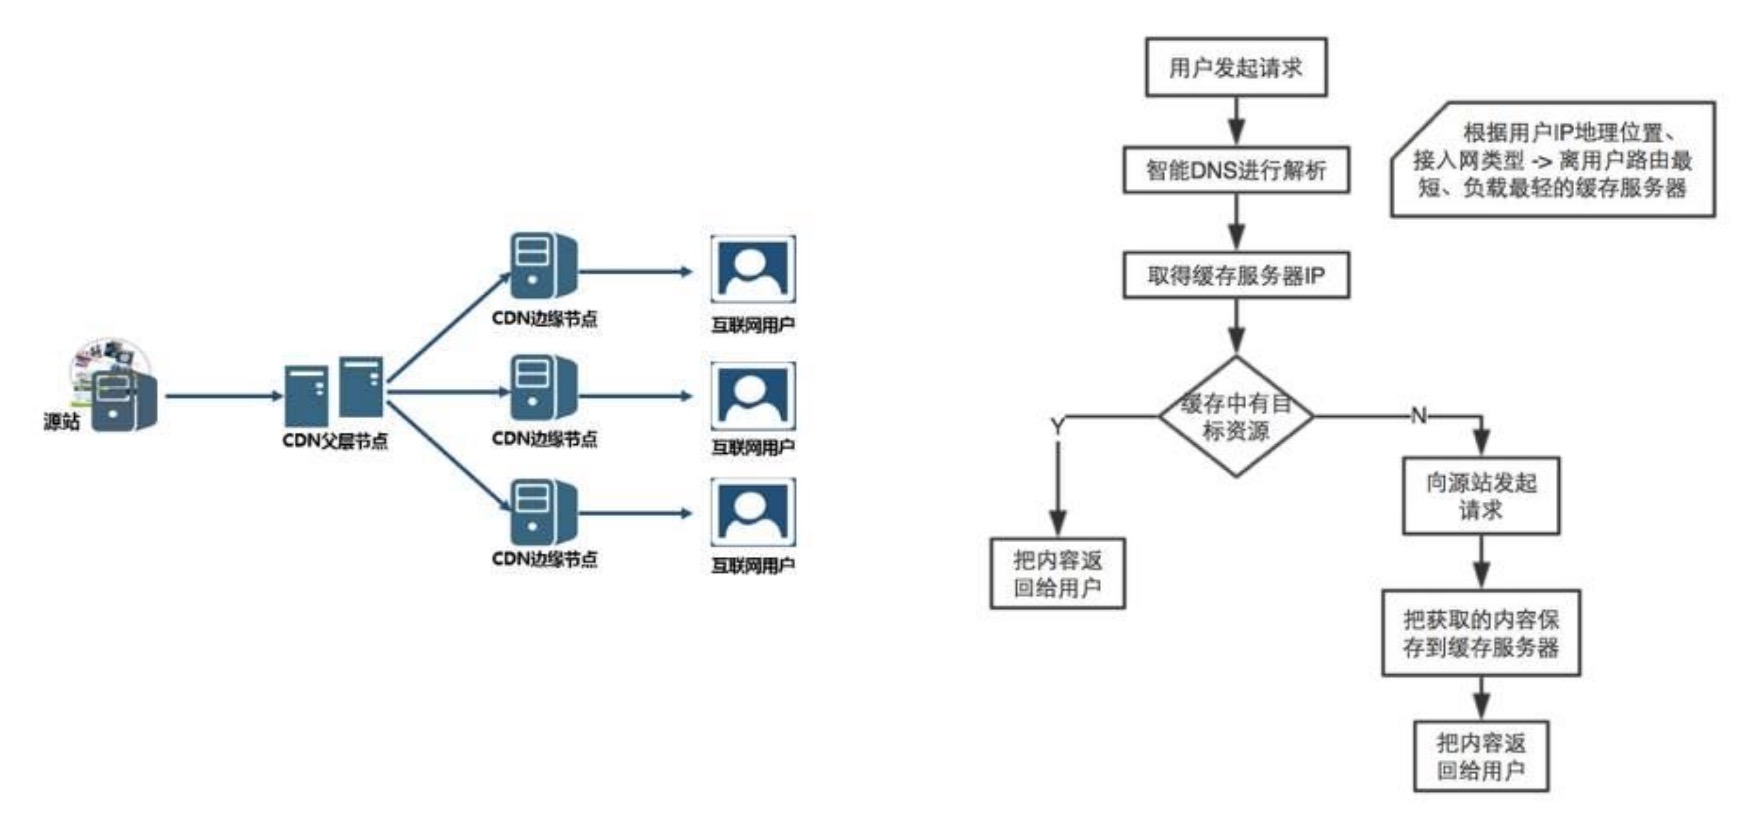 源站
CDN父层节点
CDN边缘节点
互联网用户
CDN边缘节点
互联网用户
CDN边缘节点
互联网用户
用户发起请求
智能DNS进行解析
根据用户IP地理位置、
接入网类型 -> 离用户路由最
短、负载最轻的缓存服务器
取得缓存服务器IP
缓存中有目
标资源
Y
N
把内容返
回给用户
向源站发起
请求
把获取的内容保
存到缓存服务器
把内容返
回给用户